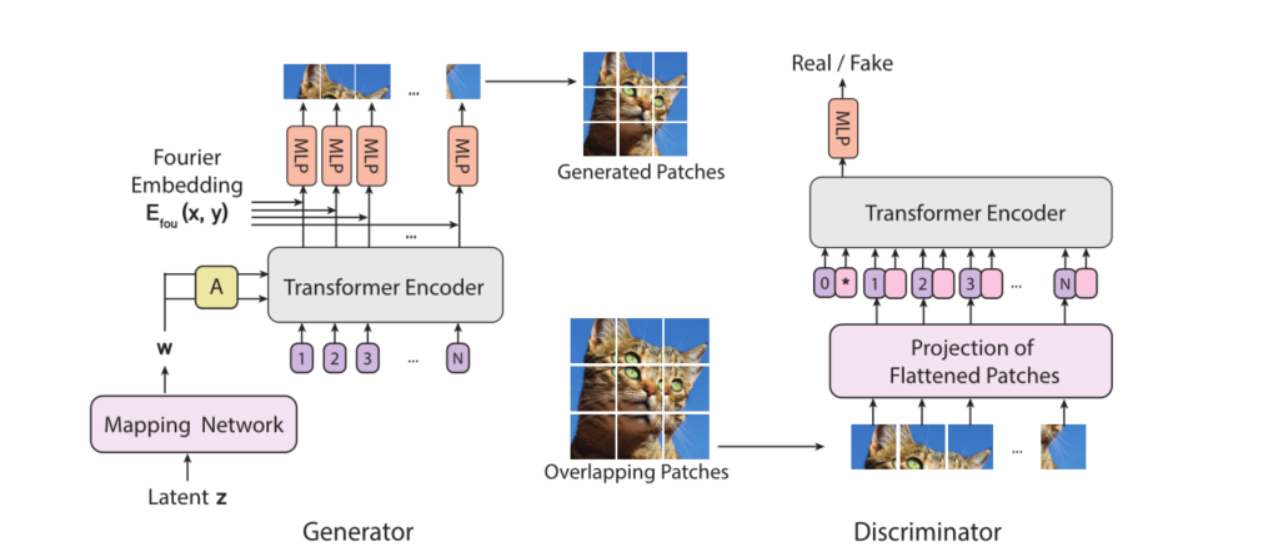 Real / Fake
MLP
MLP
MLP
...
MLP
MLP
Fourier
Embedding
E_fou (x, y)
Generated Patches
...
Transformer Encoder
A
Transformer Encoder
0 * 1 2 3 ... N
w
1 2 3 ... N
Projection of
Flattened Patches
Mapping Network
Overlapping Patches
...
Latent z
Generator
Discriminator